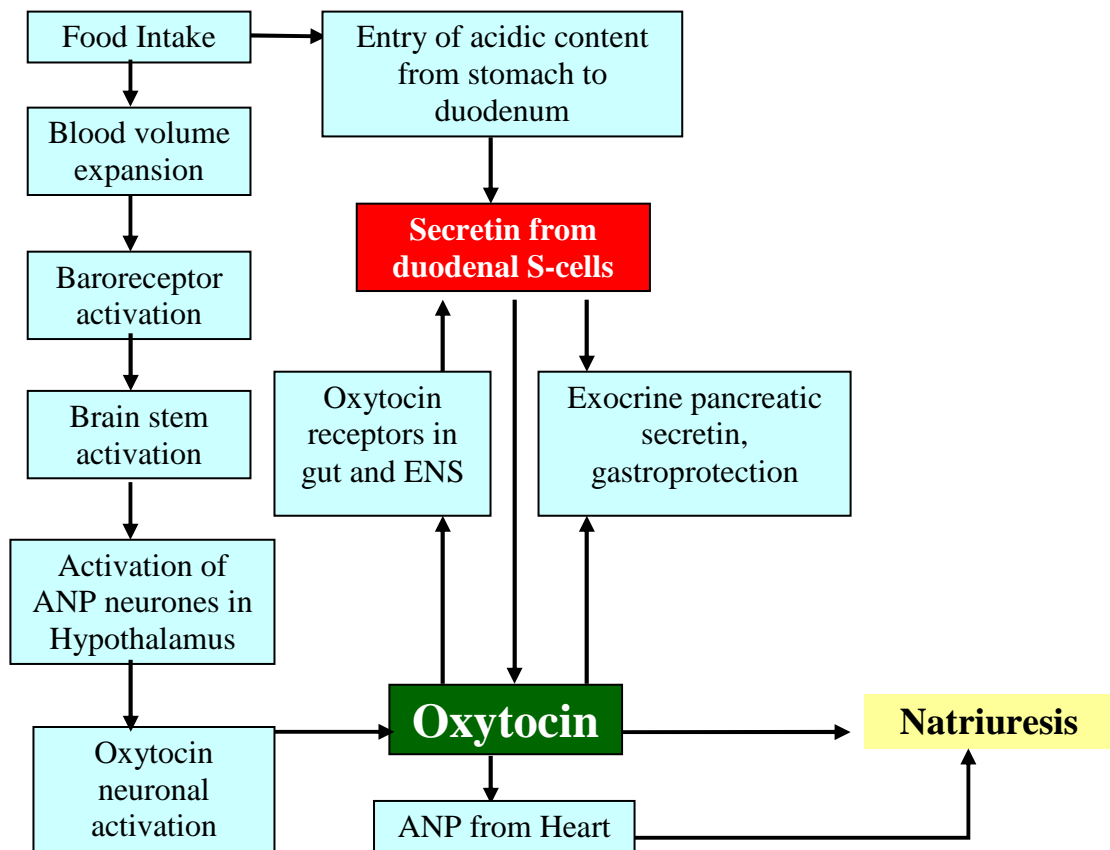 Food Intake
Entry of acidic content
from stomach to
duodenum
Blood volume
expansion
Secretin from
duodenal S-cells
Baroreceptor
activation
Oxytocin
receptors in
gut and ENS
Exocrine pancreatic
secretin,
gastroprotection
Brain stem
activation
Activation of
ANP neurones in
Hypothalamus
Oxytocin
neuronal
activation
Oxytocin
Natriuresis
ANP from Heart